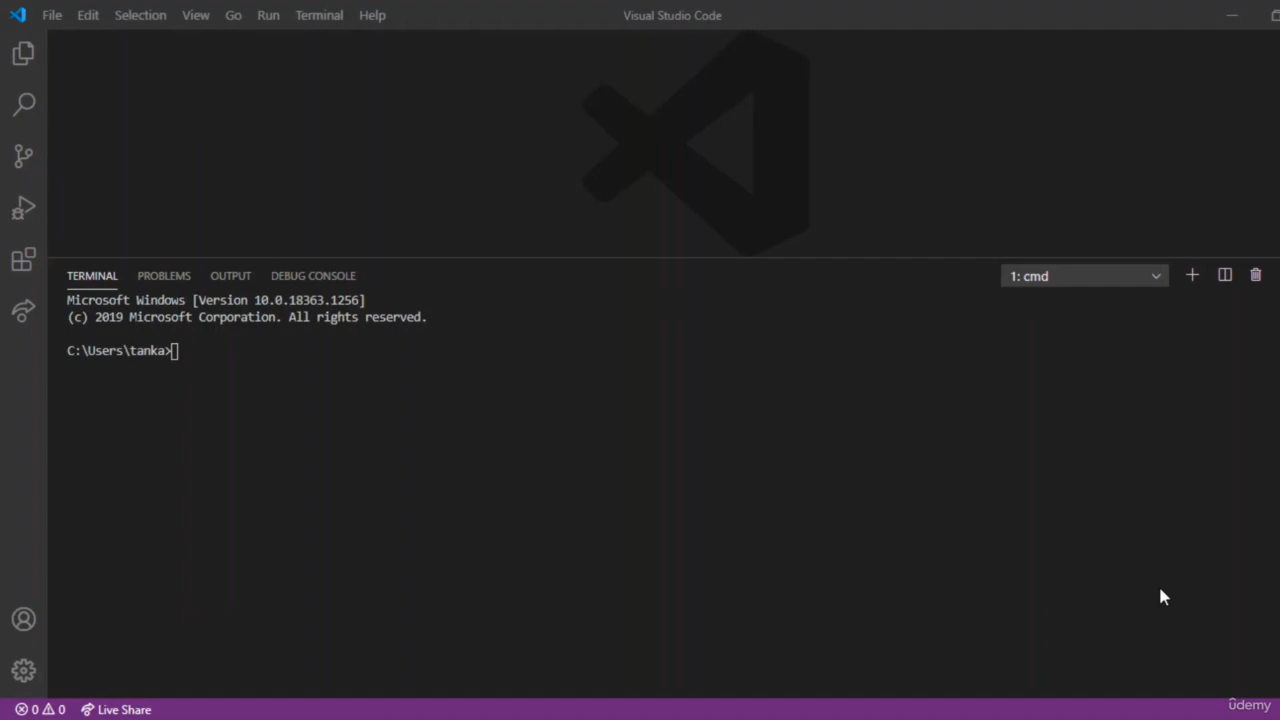 File Edit Selection View Go Run Terminal Help Visual Studio Code
TERMINAL PROBLEMS OUTPUT DEBUG CONSOLE 1: cmd
Microsoft Windows [Version 10.0.18363.1256]
(c) 2019 Microsoft Corporation. All rights reserved.
C:\Users\tanka>
0 0 Live Share
ûdemy